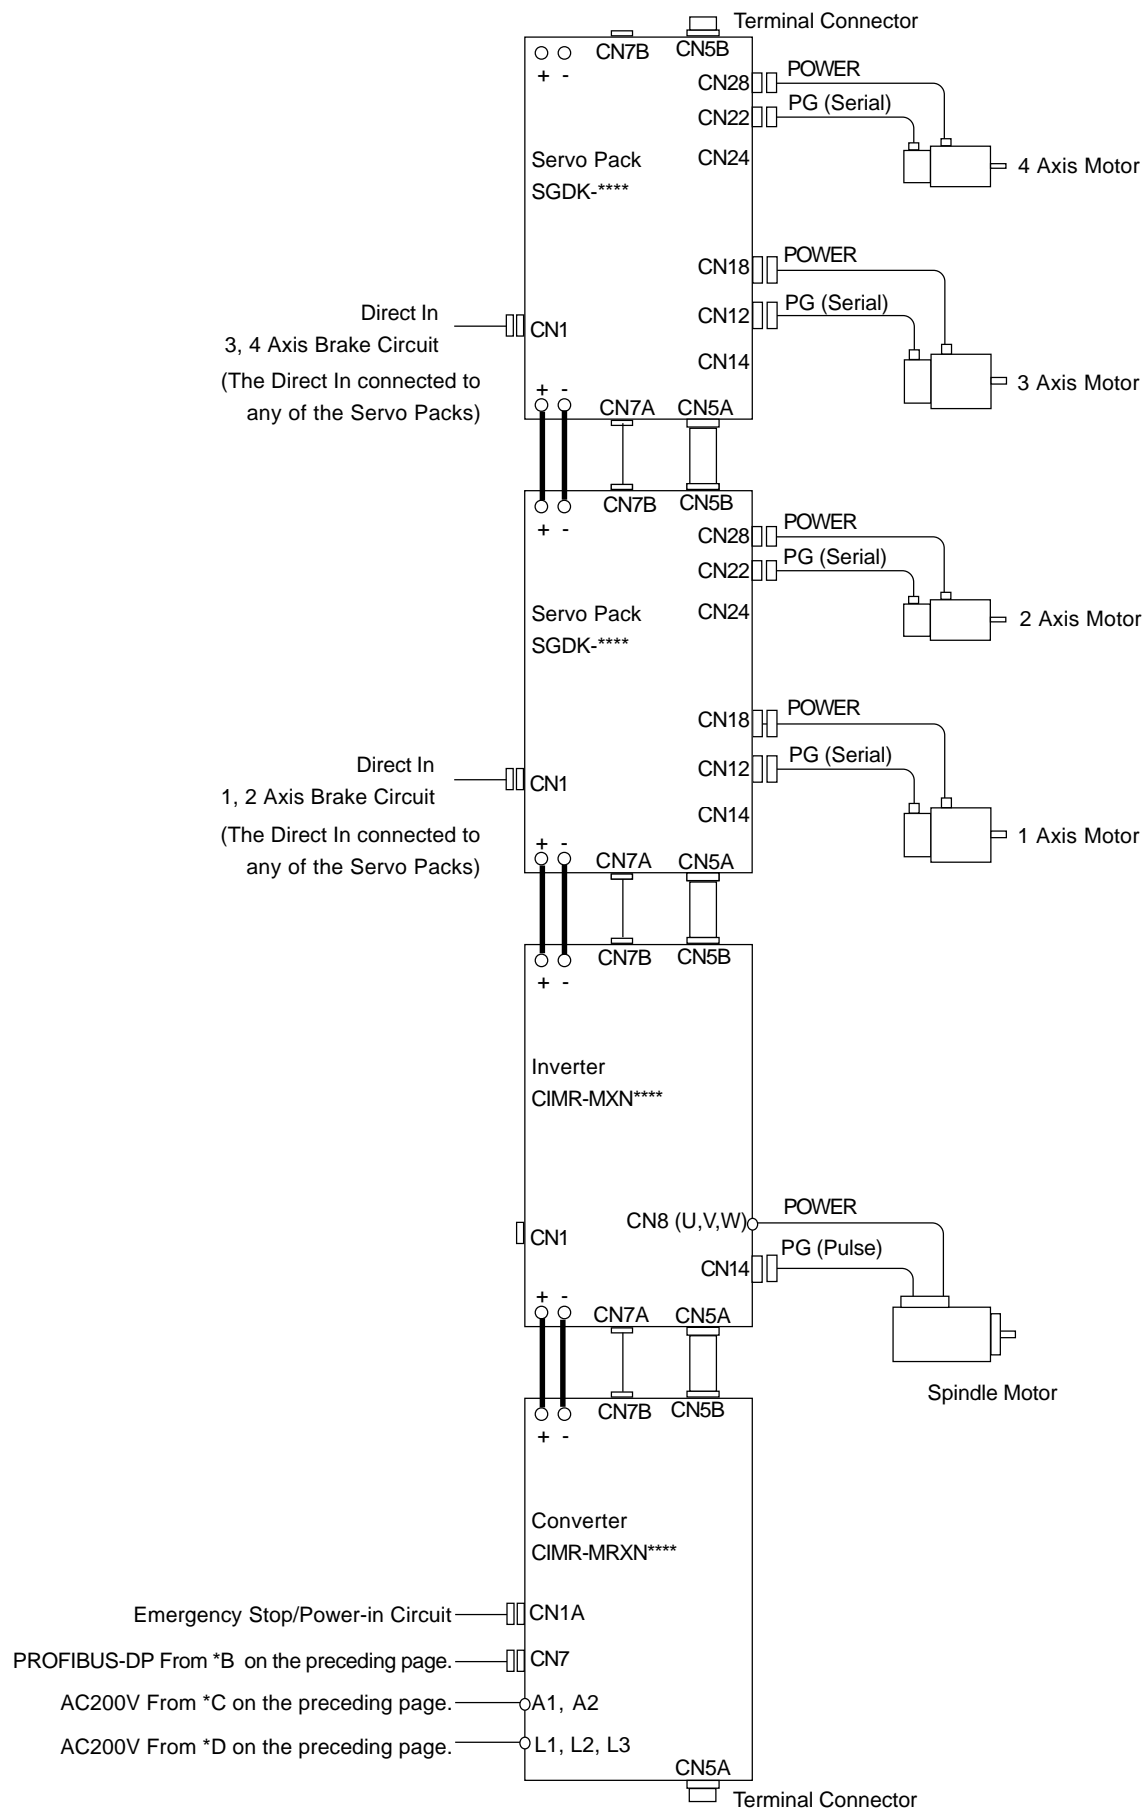 Terminal Connector
CN7B CN5B
+ -
CN28 POWER
PG (Serial)
CN22
CN24
Servo Pack
SGDK-****
4 Axis Motor
CN18 POWER
PG (Serial)
CN12
Direct In
3, 4 Axis Brake Circuit
(The Direct In connected to
any of the Servo Packs)
CN1
CN14
3 Axis Motor
+ -
CN7A CN5A
CN7B CN5B
+ -
CN28 POWER
PG (Serial)
CN22
CN24
Servo Pack
SGDK-****
2 Axis Motor
CN18 POWER
PG (Serial)
CN12
Direct In
1, 2 Axis Brake Circuit
(The Direct In connected to
any of the Servo Packs)
CN1
CN14
1 Axis Motor
+ -
CN7A CN5A
CN7B CN5B
+ -
Inverter
CIMR-MXN****
CN8 (U,V,W) POWER
CN1
PG (Pulse)
CN14
+ -
CN7A CN5A
Spindle Motor
CN7B CN5B
+ -
Converter
CIMR-MRXN****
Emergency Stop/Power-in Circuit CN1A
PROFIBUS-DP From *B on the preceding page. CN7
AC200V From *C on the preceding page. A1, A2
AC200V From *D on the preceding page. L1, L2, L3
CN5A
Terminal Connector